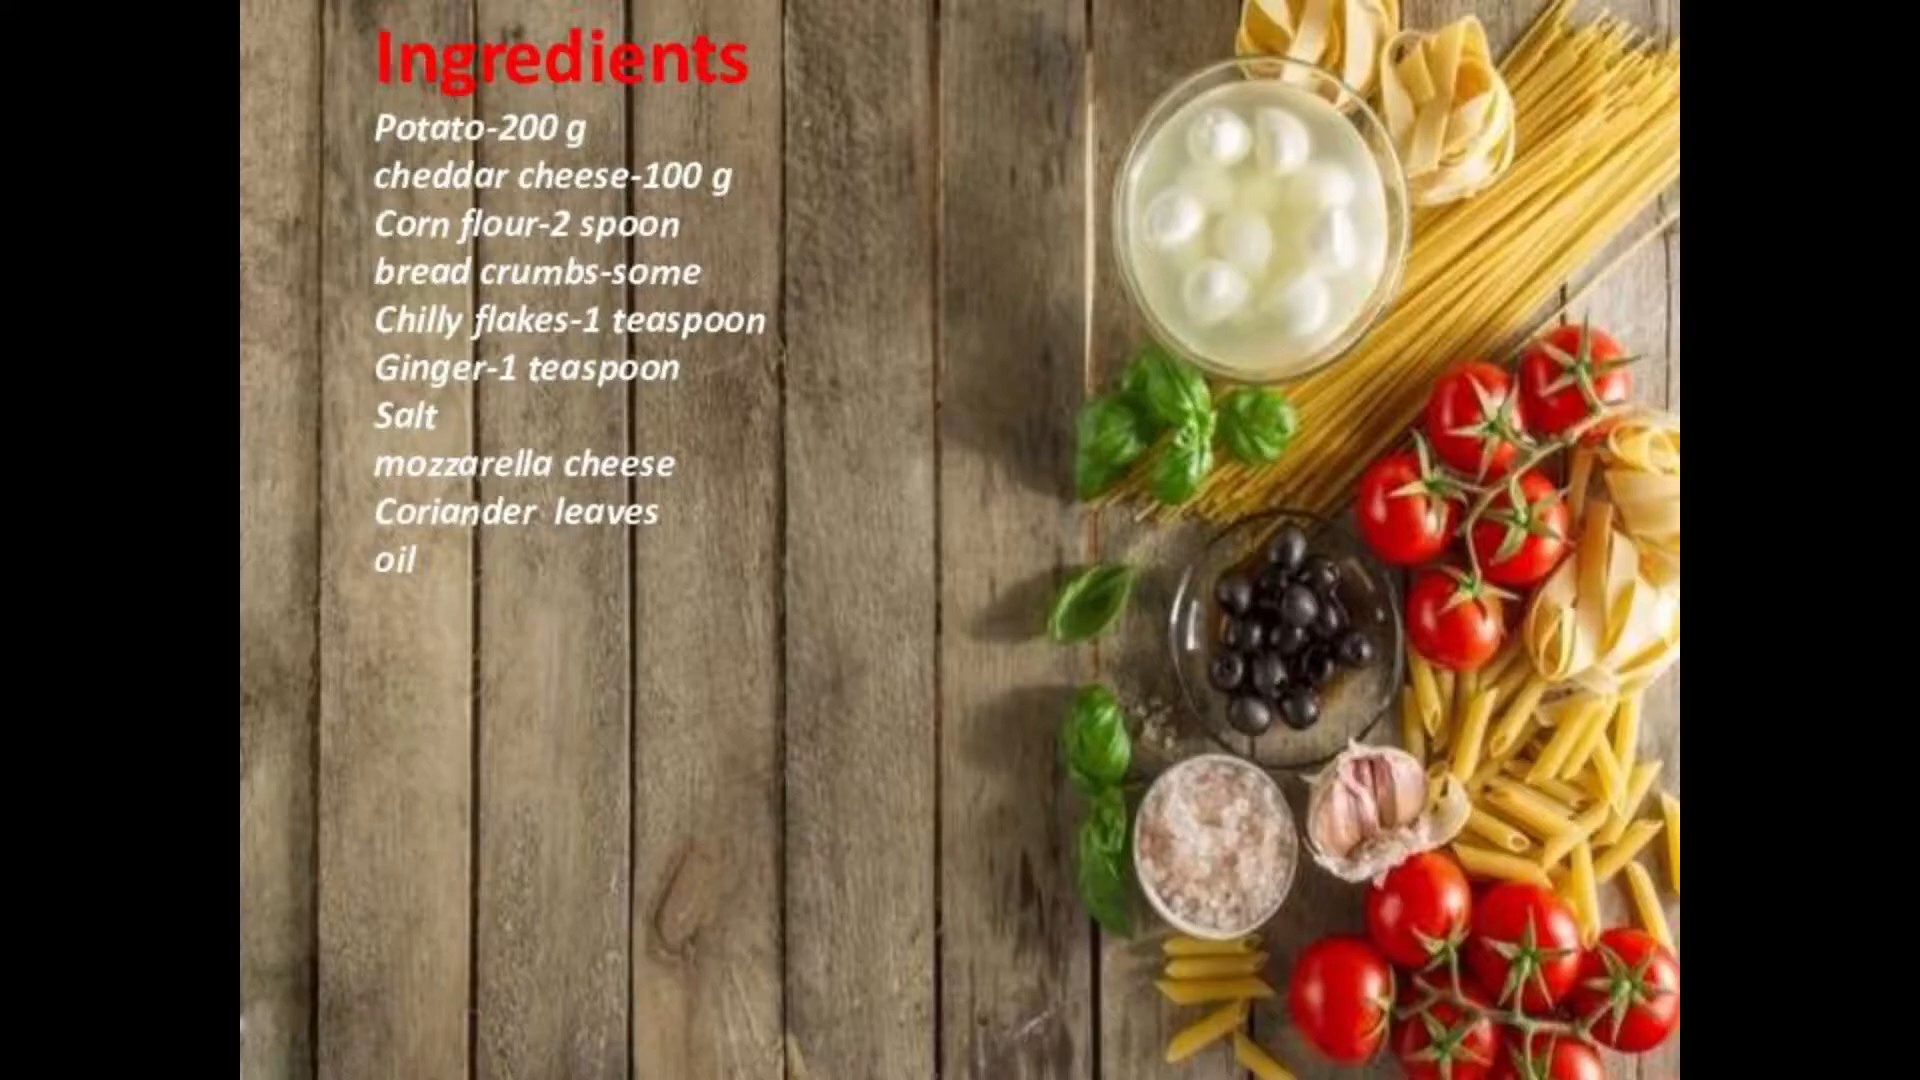 Ingredients
Potato-200 g
cheddar cheese-100 g
Corn flour-2 spoon
bread crumbs-some
Chilly flakes-1 teaspoon
Ginger-1 teaspoon
Salt
mozzarella cheese
Coriander  leaves
oil